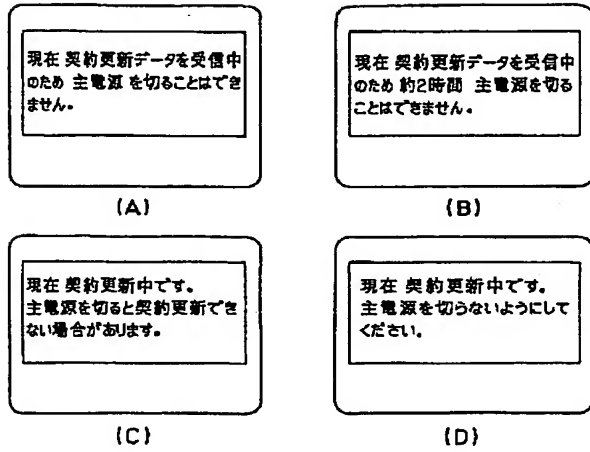 現在 契約更新データを受信中
のため 主電源 を切ることはでき
ません。
(A)
現在 契約更新データを受信中
のため 約2時間 主電源を切る
ことはできません。
(B)
現在 契約更新中です。
主電源を切ると契約更新でき
ない場合があります。
(C)
現在 契約更新中です。
主電源を切らないようにして
ください。
(D)